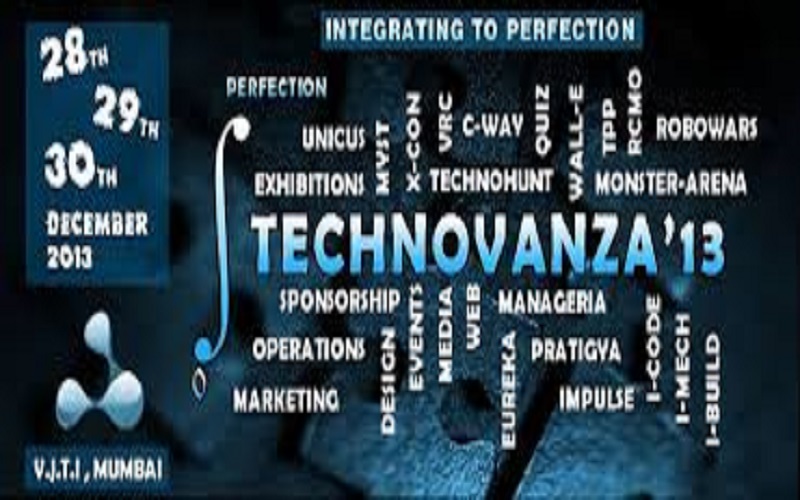 INTEGRATING TO PERFECTION
28TH
29TH
30TH
DECEMBER
2013
PERFECTION
UNICUS
MYST
X-CON
VRC
C-WAY
QUIZ
WALL-E
TPP
RCMO
ROBOWARS
EXHIBITIONS
TECHNOHUNT
MONSTER-ARENA
TECHNOVANZA'13
SPONSORSHIP
EVENTS
MEDIA
WEB
MANAGERIA
OPERATIONS
DESIGN
EUREKA
PRATIGYA
I-CODE
I-MECH
I-BUILD
MARKETING
IMPULSE
0
V.J.T.I , MUMBAI